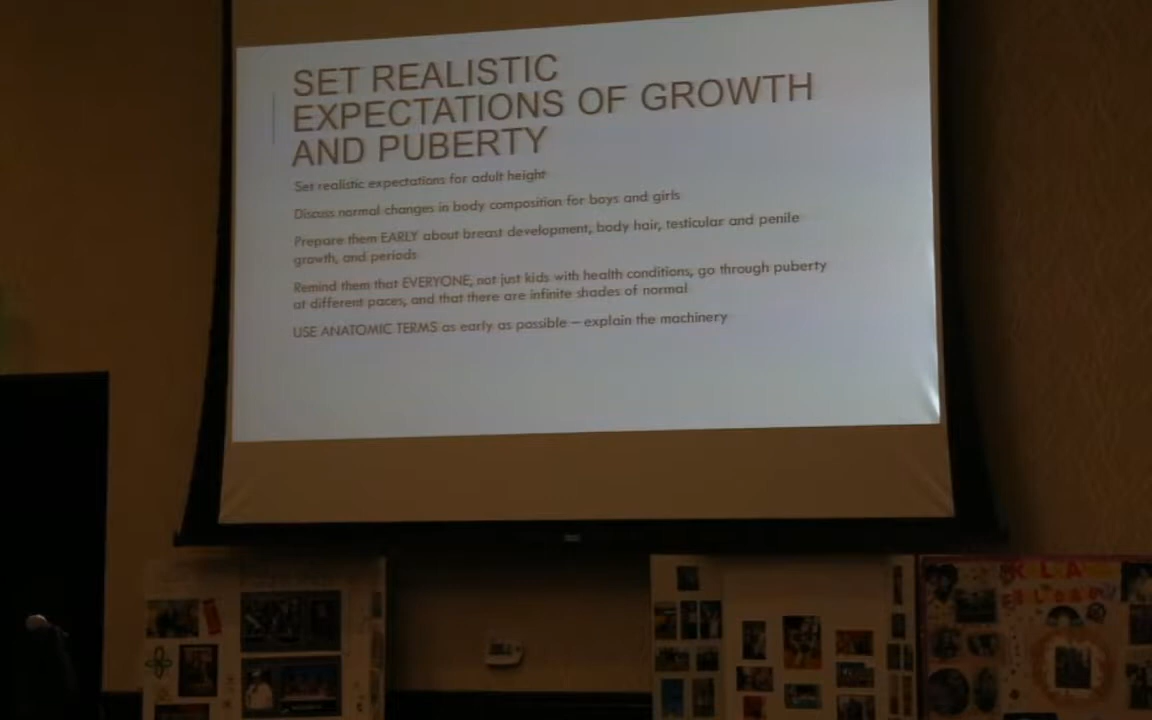 SET REALISTIC
EXPECTATIONS OF GROWTH
AND PUBERTY
Set realistic expectations for adult height
Discuss normal changes in body composition for boys and girls
Prepare them EARLY about breast development, body hair, testicular and penile
growth, and periods
Remind them that EVERYONE, not just kids with health conditions, go through puberty
at different paces, and that there are infinite shades of normal
USE ANATOMIC TERMS as early as possible – explain the machinery